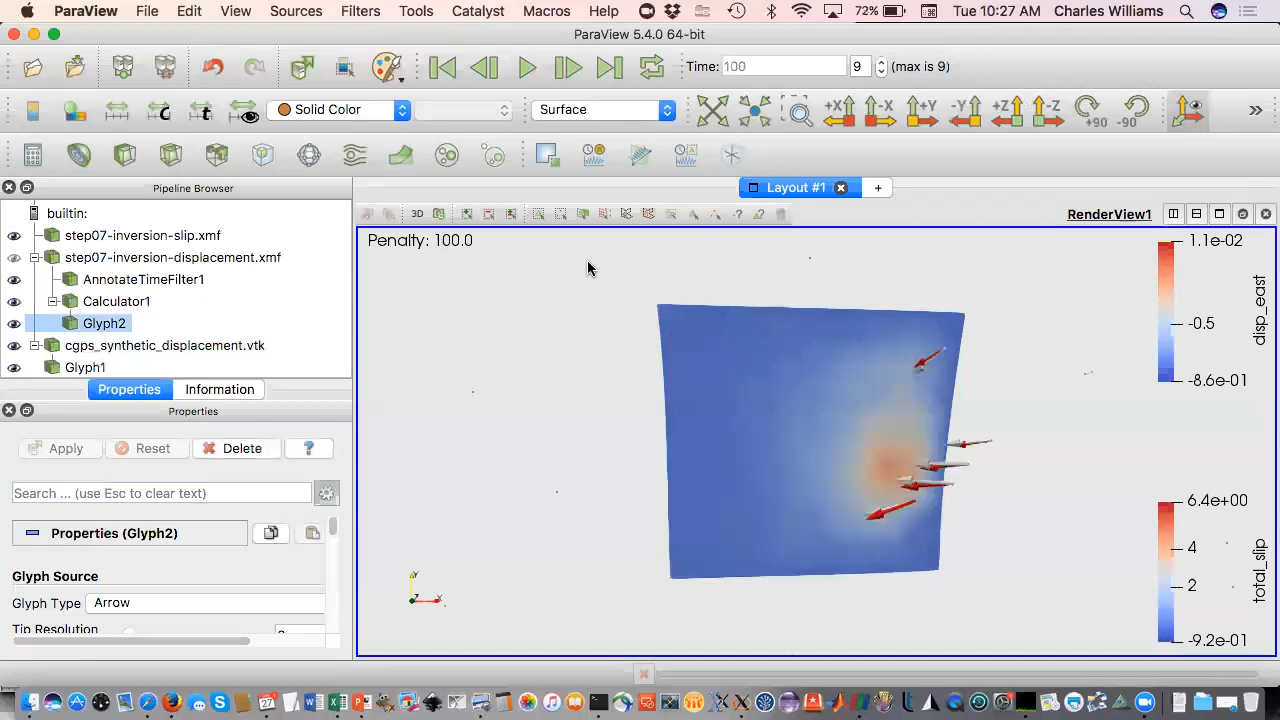 ParaView File Edit View Sources Filters Tools Catalyst Macros Help 72% Tue 10:27 AM Charles Williams
ParaView 5.4.0 64-bit
Time: 100 9 (max is 9)
Solid Color Surface +X -X +Y -Y +Z -Z +90 -90 »
Pipeline Browser
Layout #1 +
builtin:
3D RenderView1
step07-inversion-slip.xmf
step07-inversion-displacement.xmf
AnnotateTimeFilter1
Calculator1
Glyph2
cgps_synthetic_displacement.vtk
Glyph1
Properties Information
Properties
Apply Reset Delete ?
Search ... (use Esc to clear text)
Properties (Glyph2)
Glyph Source
Glyph Type Arrow
Tip Resolution
Penalty: 100.0
1.1e-02
-0.5
-8.6e-01
disp_east
6.4e+00
4
2
-9.2e-01
total_slip
Y
Z
X